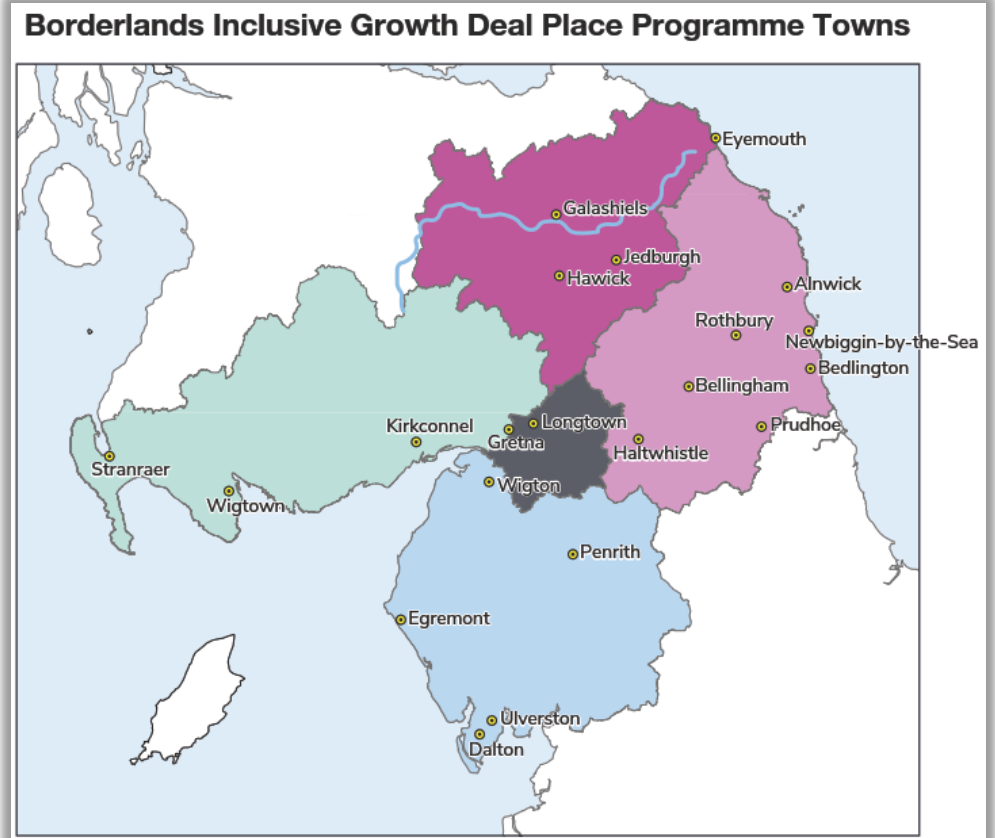 Borderlands Inclusive Growth Deal Place Programme Towns
Eyemouth
Galashiels
Jedburgh
Hawick
Alnwick
Rothbury
Newbiggin-by-the-Sea
Bedlington
Bellingham
Kirkconnel
Longtown
Prudhoe
Gretna
Haltwhistle
Stranraer
Wigton
Wigtown
Penrith
Egremont
Ulverston
Dalton